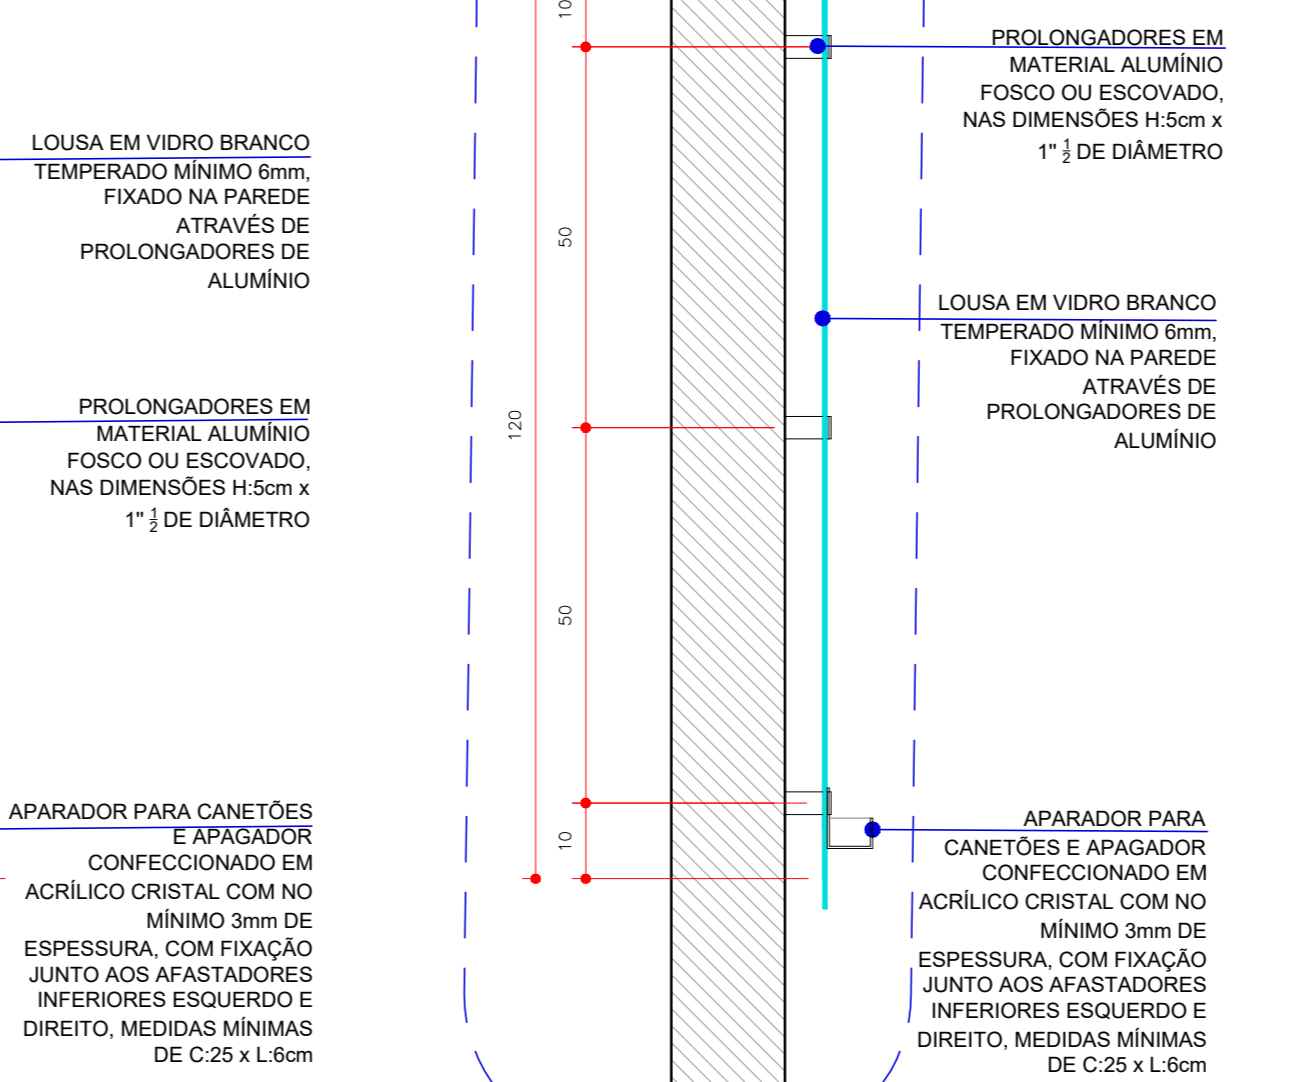 LOUSA EM VIDRO BRANCO
TEMPERADO MÍNIMO 6mm,
FIXADO NA PAREDE
ATRAVÉS DE
PROLONGADORES DE
ALUMÍNIO
PROLONGADORES EM
MATERIAL ALUMÍNIO
FOSCO OU ESCOVADO,
NAS DIMENSÕES H:5cm x
1" ½ DE DIÂMETRO
APARADOR PARA CANETÕES
E APAGADOR
CONFECCIONADO EM
ACRÍLICO CRISTAL COM NO
MÍNIMO 3mm DE
ESPESSURA, COM FIXAÇÃO
JUNTO AOS AFASTADORES
INFERIORES ESQUERDO E
DIREITO, MEDIDAS MÍNIMAS
DE C:25 x L:6cm
120
10
50
50
10
PROLONGADORES EM
MATERIAL ALUMÍNIO
FOSCO OU ESCOVADO,
NAS DIMENSÕES H:5cm x
1" ½ DE DIÂMETRO
LOUSA EM VIDRO BRANCO
TEMPERADO MÍNIMO 6mm,
FIXADO NA PAREDE
ATRAVÉS DE
PROLONGADORES DE
ALUMÍNIO
APARADOR PARA
CANETÕES E APAGADOR
CONFECCIONADO EM
ACRÍLICO CRISTAL COM NO
MÍNIMO 3mm DE
ESPESSURA, COM FIXAÇÃO
JUNTO AOS AFASTADORES
INFERIORES ESQUERDO E
DIREITO, MEDIDAS MÍNIMAS
DE C:25 x L:6cm